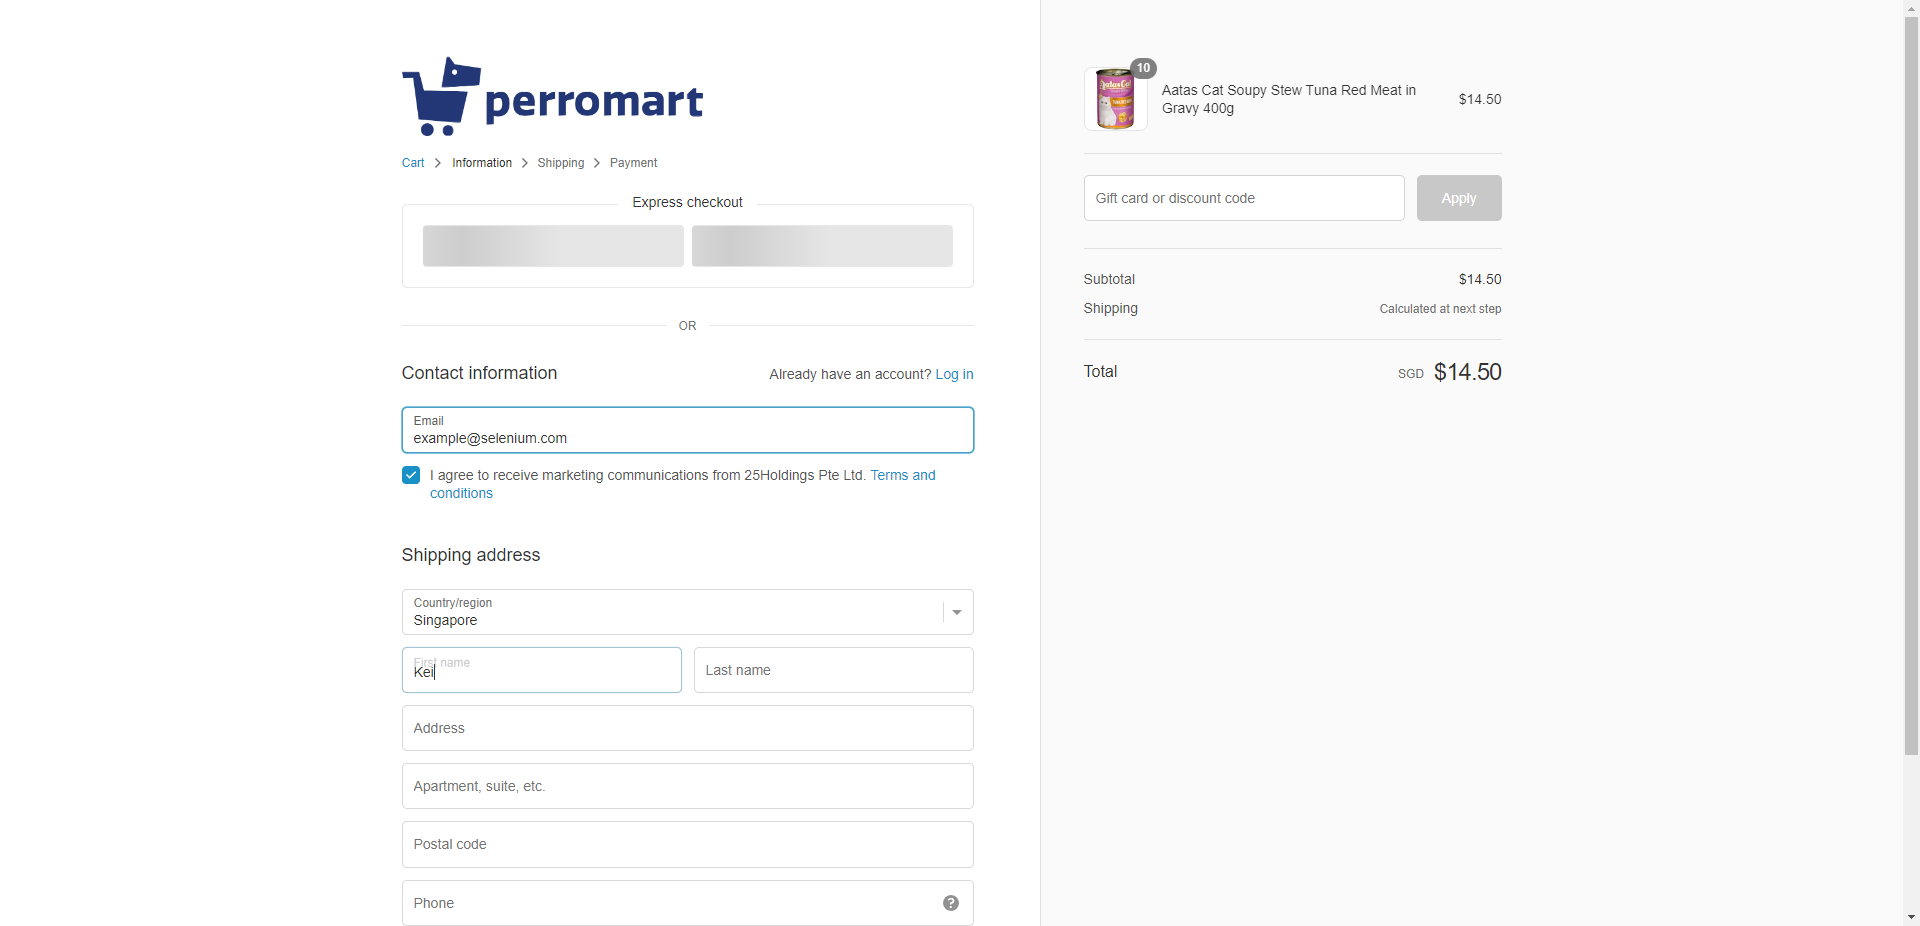 perromart
Cart
Information
Shipping
Payment
Express checkout
OR
Contact information
Already have an account? Log in
Email
example@selenium.com
I agree to receive marketing communications from 25Holdings Pte Ltd. Terms and
conditions
Shipping address
Country/region
Singapore
First name
Kei
Last name
Address
Apartment, suite, etc.
Postal code
Phone
?
10
Aatas Cat
Aatas Cat Soupy Stew Tuna Red Meat in
Gravy 400g
$14.50
Gift card or discount code
Apply
Subtotal
$14.50
Shipping
Calculated at next step
Total
SGD $14.50